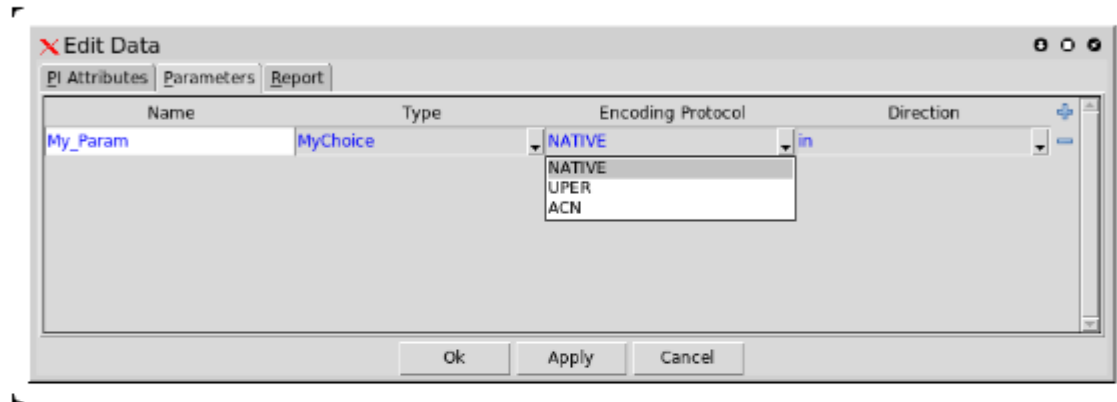 Edit Data
PI Attributes Parameters Report
Name Type Encoding Protocol Direction
My_Param MyChoice NATIVE in
NATIVE
UPER
ACN
Ok Apply Cancel